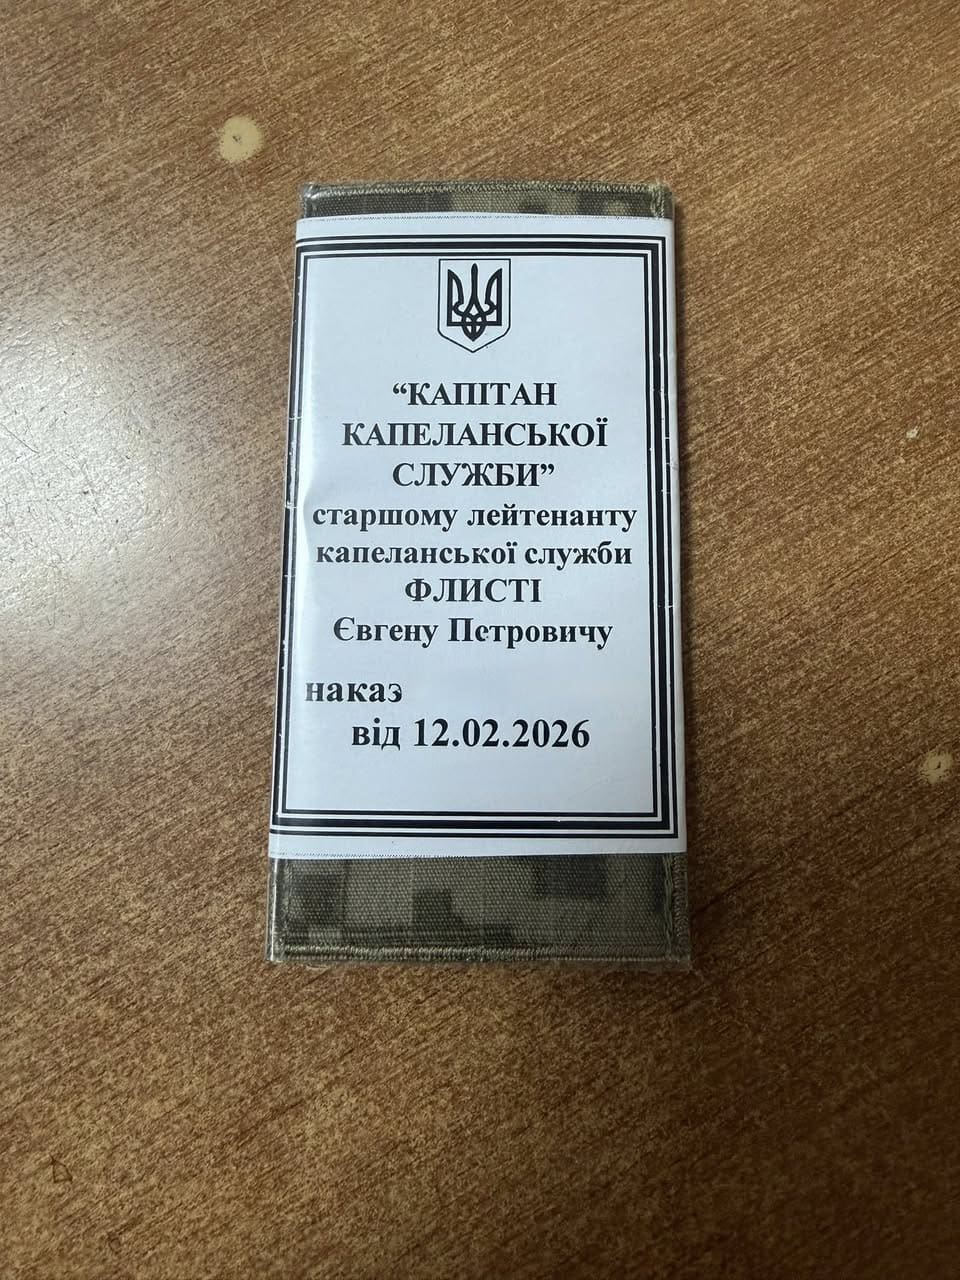 “КАПІТАН
КАПЕЛАНСЬКОЇ
СЛУЖБИ”
старшому лейтенанту
капеланської служби
ФЛИСТІ
Євгену Петровичу
наказ
від 12.02.2026